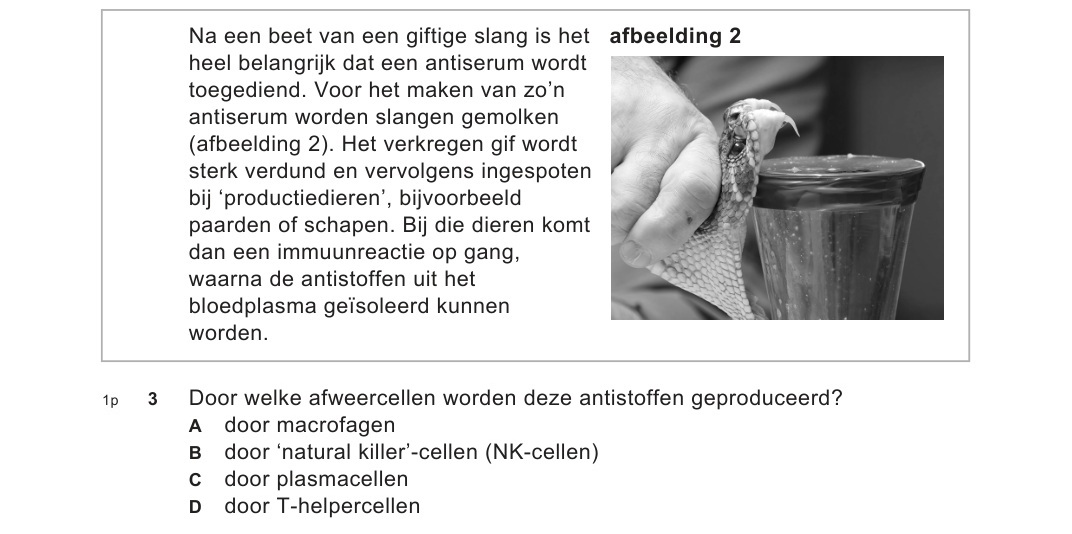 Na een beet van een giftige slang is het
heel belangrijk dat een antiserum wordt
toegediend. Voor het maken van zo’n
antiserum worden slangen gemolken
(afbeelding 2). Het verkregen gif wordt
sterk verdund en vervolgens ingespoten
bij ‘productiedieren’, bijvoorbeeld
paarden of schapen. Bij die dieren komt
dan een immuunreactie op gang,
waarna de antistoffen uit het
bloedplasma geïsoleerd kunnen
worden.
afbeelding 2
1p 3 Door welke afweercellen worden deze antistoffen geproduceerd?
A door macrofagen
B door ‘natural killer’-cellen (NK-cellen)
C door plasmacellen
D door T-helpercellen